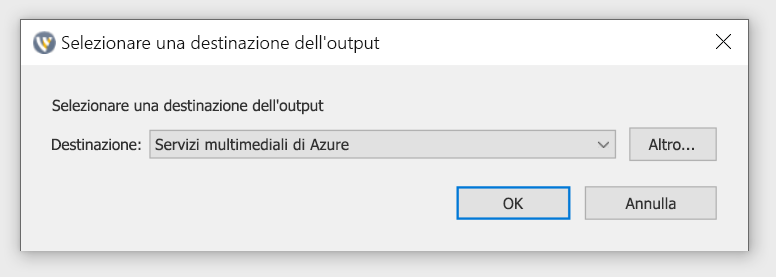 Selezionare una destinazione dell'output
Selezionare una destinazione dell'output
Destinazione: Servizi multimediali di Azure Altro...
OK Annulla